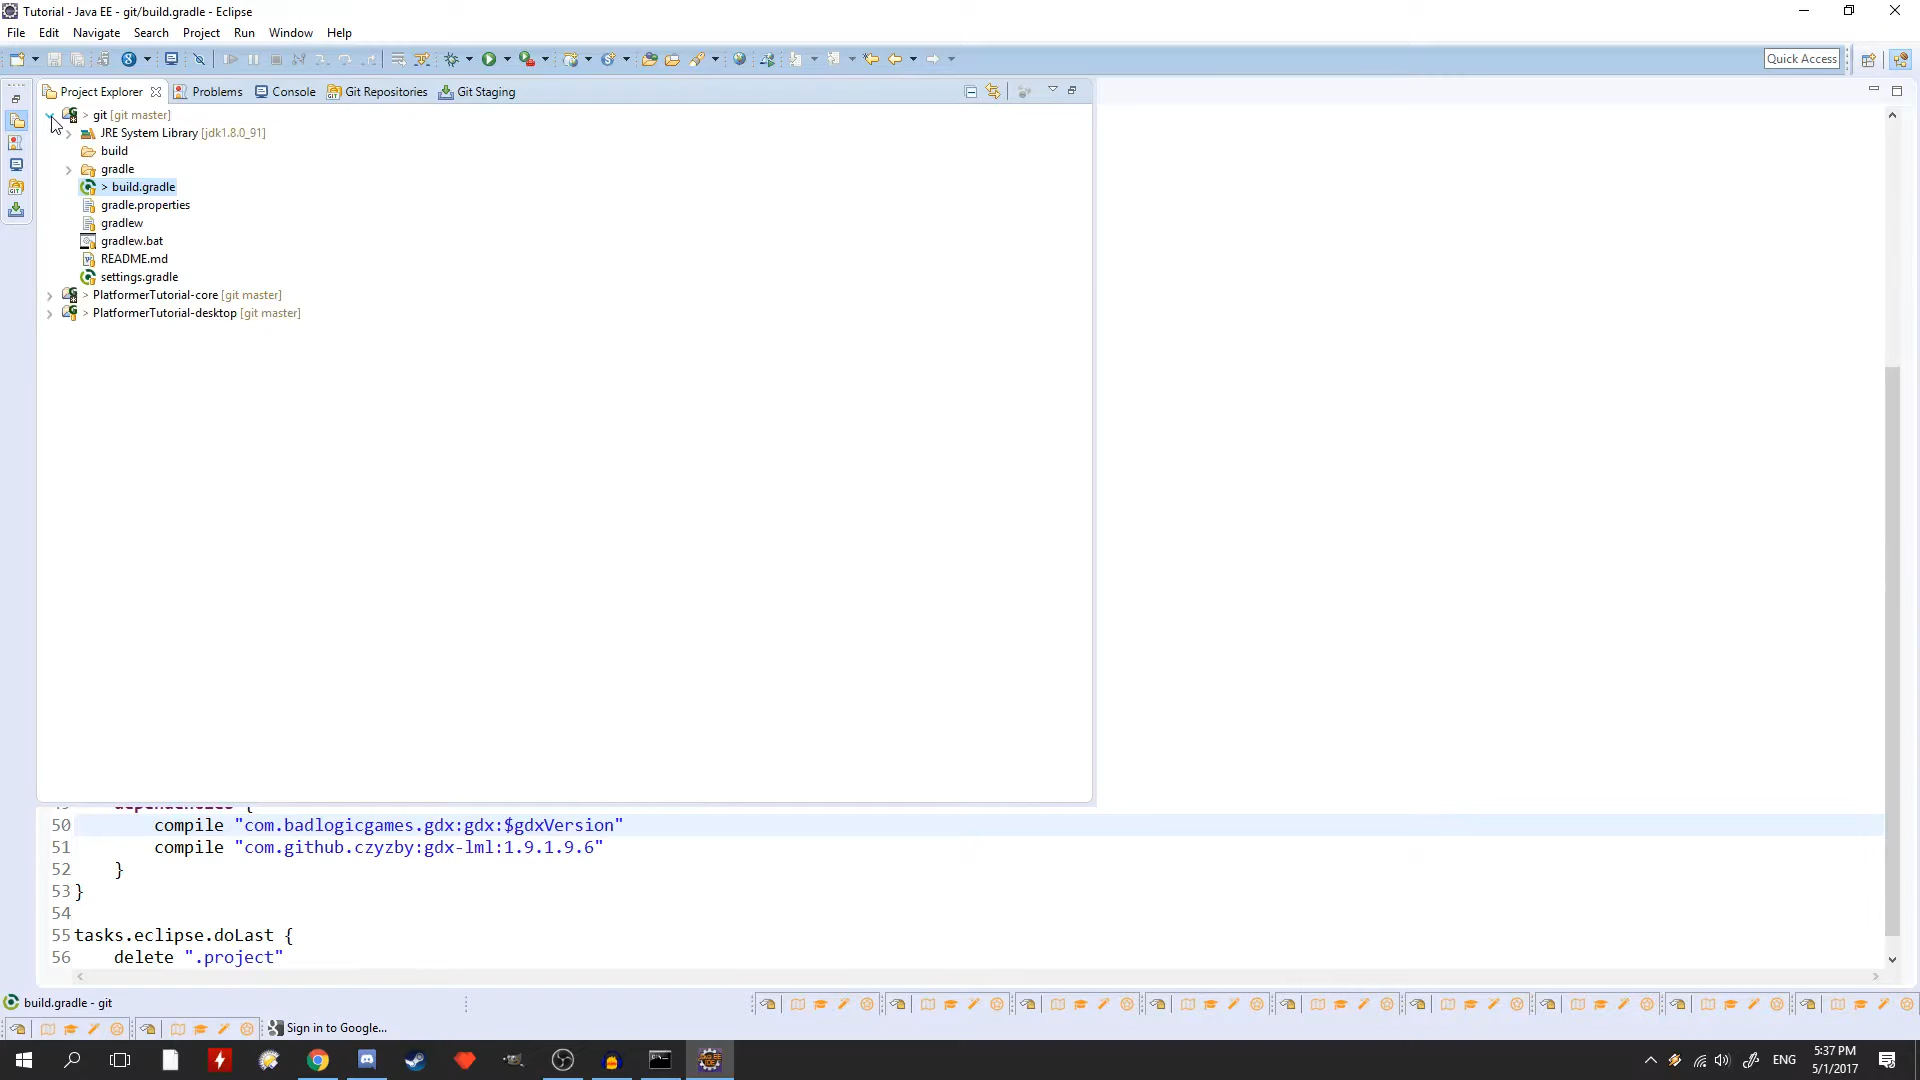 Tutorial - Java EE - git/build.gradle - Eclipse
File Edit Navigate Search Project Run Window Help
Quick Access
Project Explorer Problems Console Git Repositories Git Staging
> git [git master]
JRE System Library [jdk1.8.0_91]
build
gradle
> build.gradle
gradle.properties
gradlew
gradlew.bat
README.md
settings.gradle
> PlatformerTutorial-core [git master]
> PlatformerTutorial-desktop [git master]
50 compile "com.badlogicgames.gdx:gdx:$gdxVersion"
51 compile "com.github.czyzby:gdx-lml:1.9.1.9.6"
52 }
53 }
54
55 tasks.eclipse.doLast {
56 delete ".project"
build.gradle - git
Sign in to Google...
ENG
5:37 PM
5/1/2017